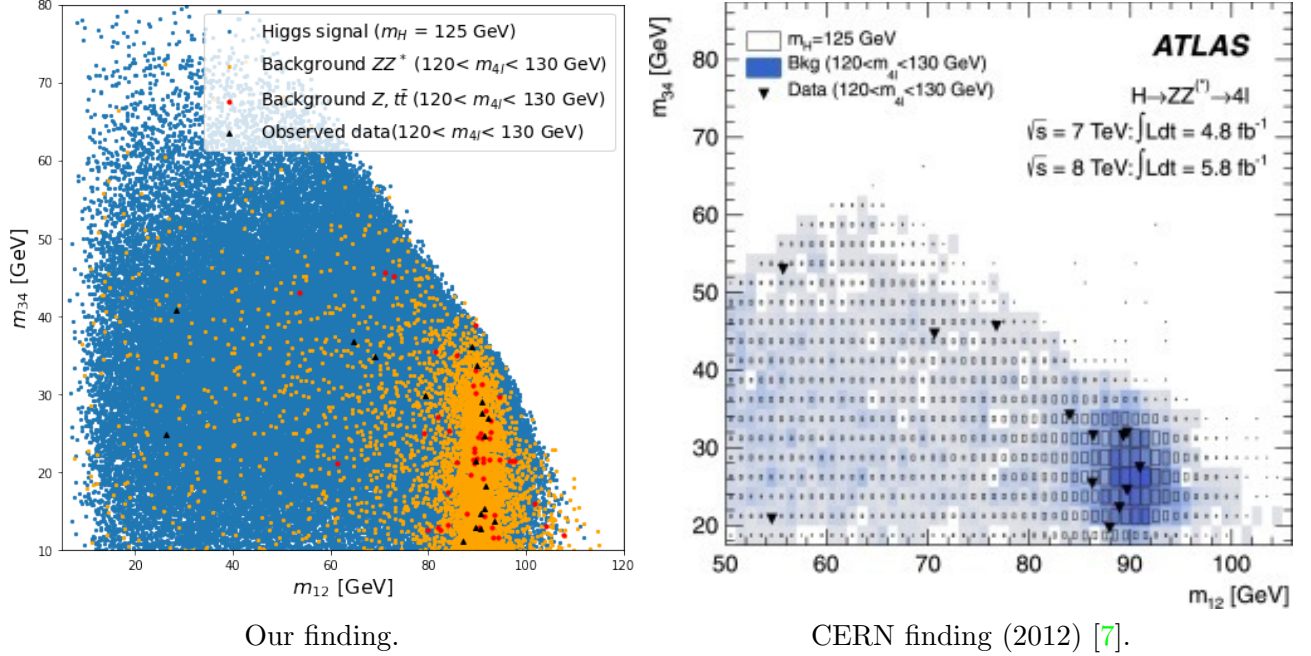 80
70
60
50
40
30
20
10
m₃₄ [GeV]
Higgs signal (m_H = 125 GeV)
Background ZZ* (120< m_4l< 130 GeV)
Background Z, tt̄ (120< m_4l< 130 GeV)
Observed data(120< m_4l< 130 GeV)
20 40 60 80 100 120
m₁₂ [GeV]
Our finding.
80
70
60
50
40
30
20
m₃₄ [GeV]
m_H=125 GeV
Bkg (120<m_4l<130 GeV)
Data (120<m_4l<130 GeV)
ATLAS
H→ZZ⁽*⁾→4l
√s = 7 TeV:∫Ldt = 4.8 fb⁻¹
√s = 8 TeV:∫Ldt = 5.8 fb⁻¹
50 60 70 80 90 100
m₁₂ [GeV]
CERN finding (2012) [7].